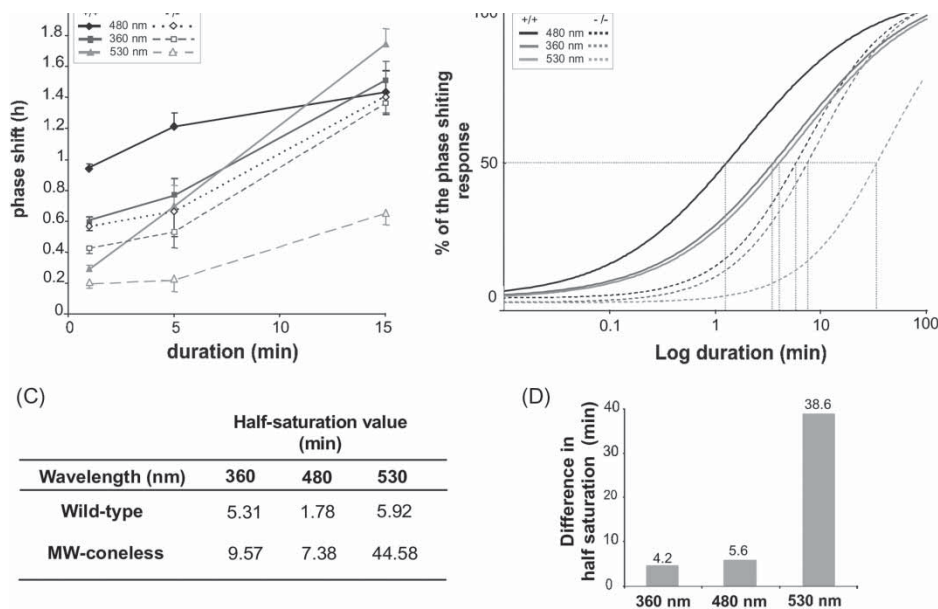 +/+ -/-
480 nm
360 nm
530 nm
1.8
1.6
1.4
1.2
1
0.8
0.6
0.4
0.2
0
0 5 10 15
phase shift (h)
duration (min)
100
50
0
+/+ -/-
480 nm
360 nm
530 nm
% of the phase shiting
response
0.1 1 10 100
Log duration (min)
(C)
Half-saturation value
(min)
Wavelength (nm) 360 480 530
Wild-type 5.31 1.78 5.92
MW-coneless 9.57 7.38 44.58
(D)
Difference in
half saturation (min)
40
30
20
10
0
4.2 5.6 38.6
360 nm 480 nm 530 nm